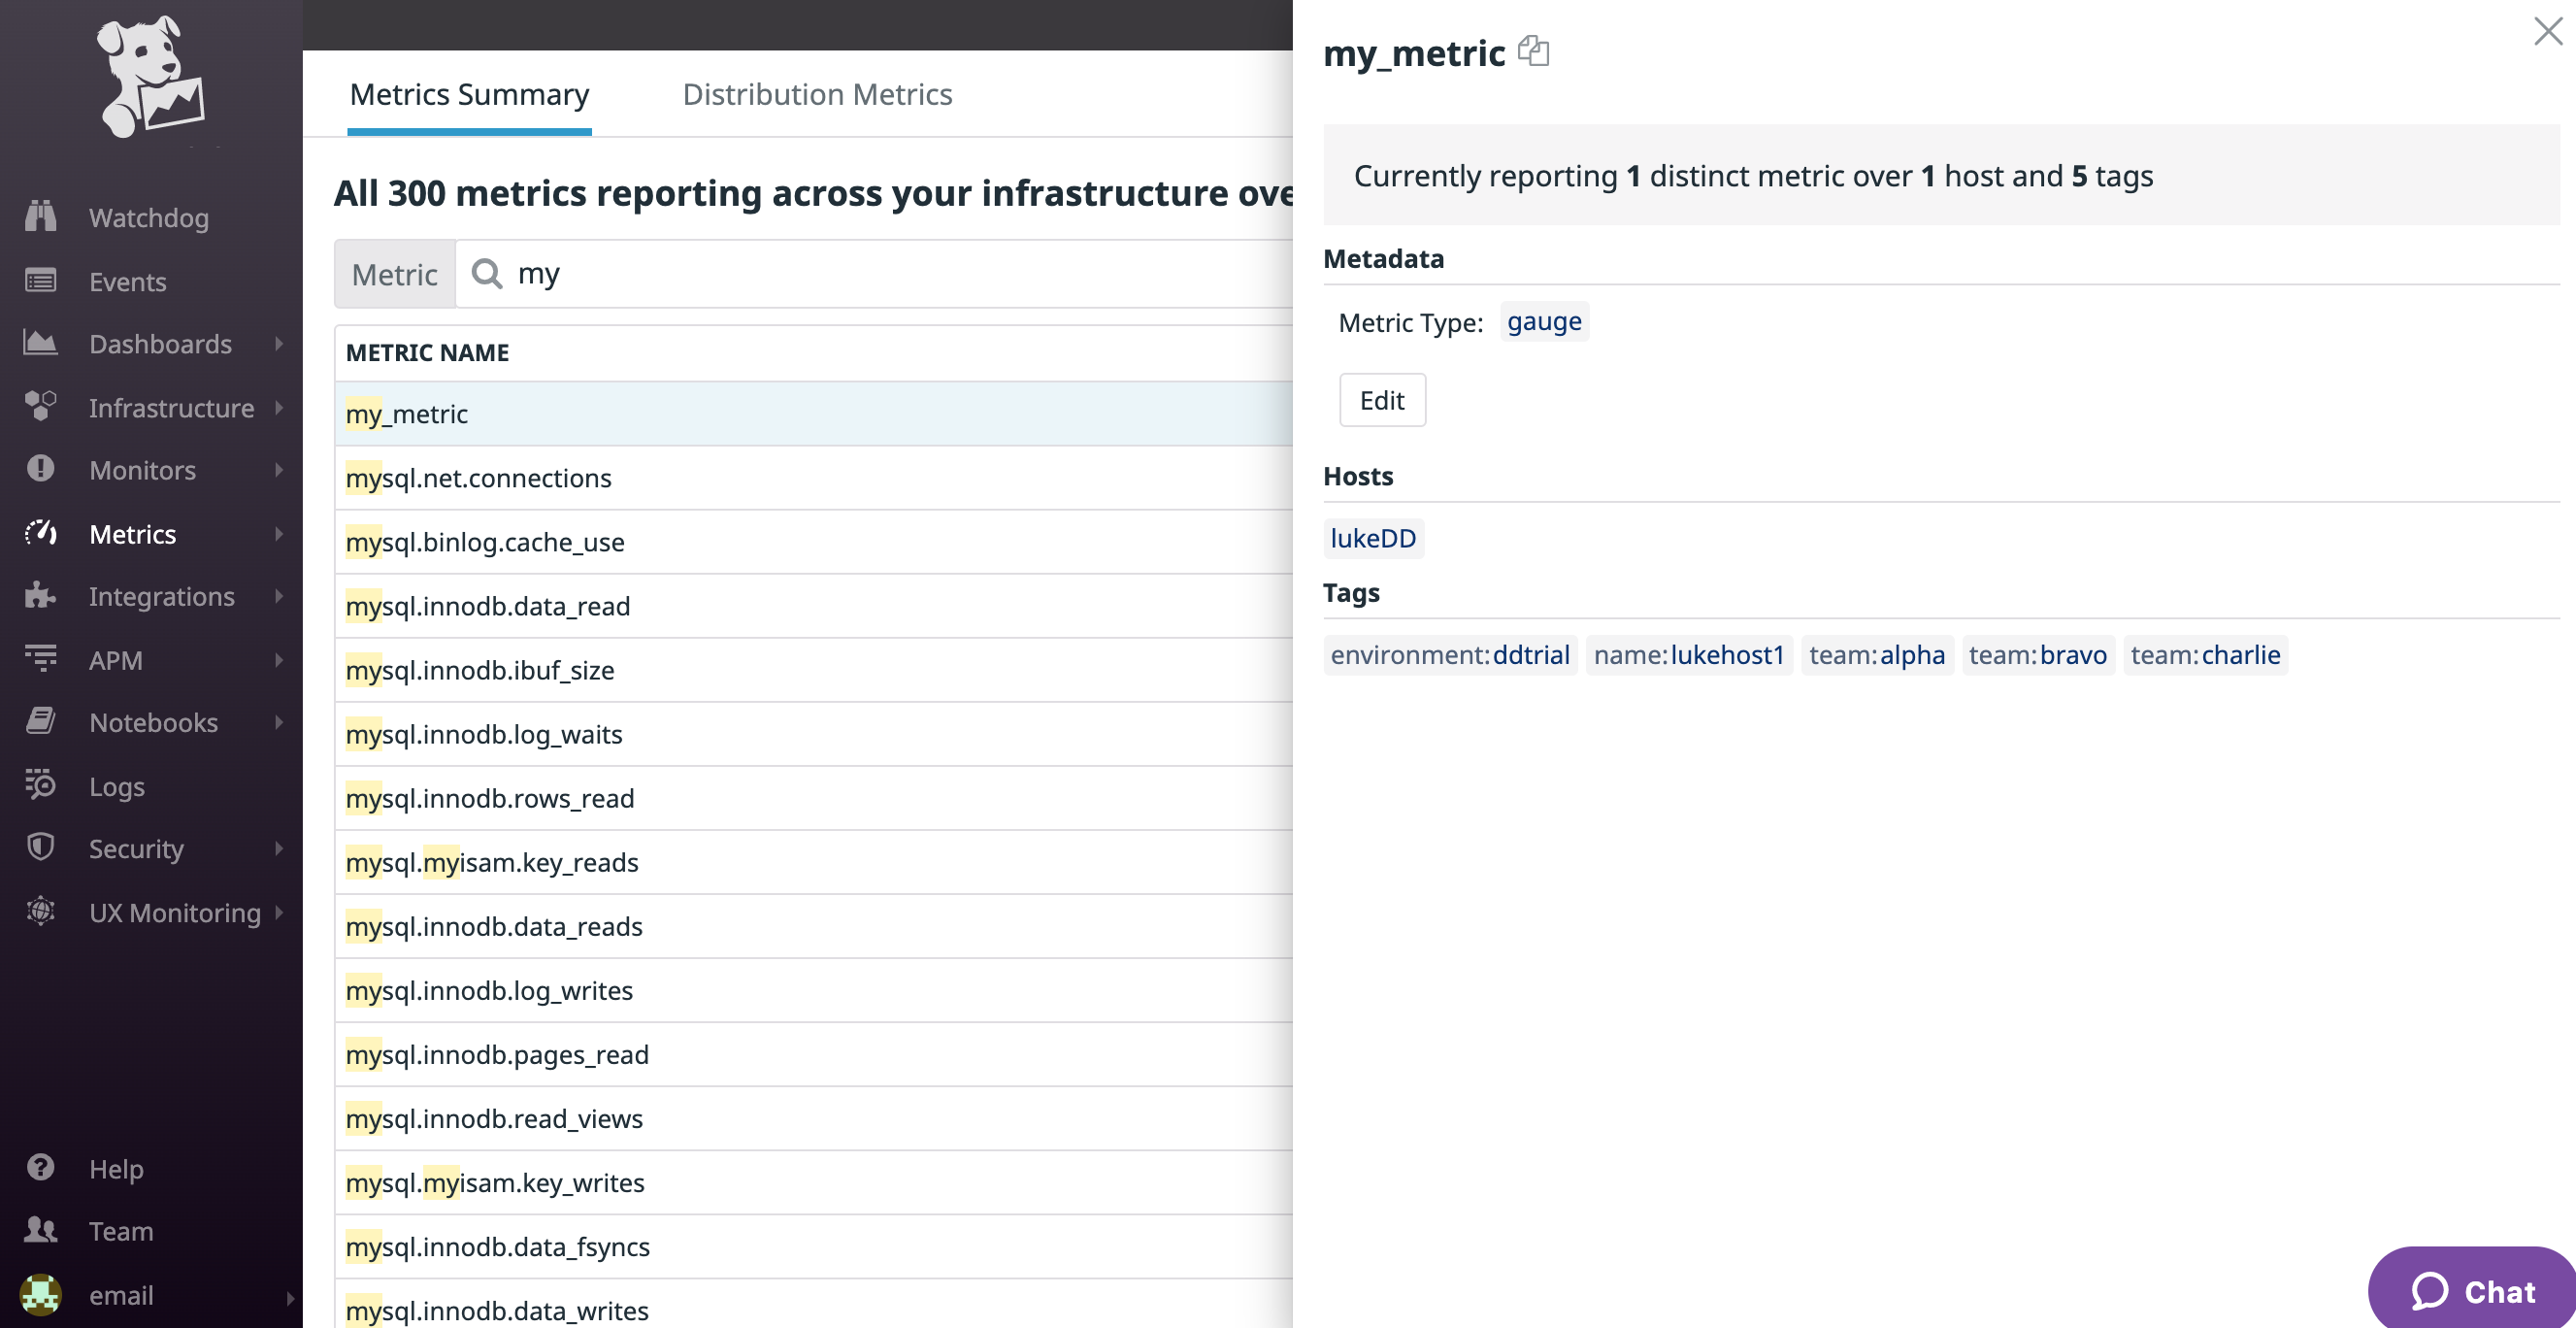 Watchdog
Events
Dashboards
Infrastructure
Monitors
Metrics
Integrations
APM
Notebooks
Logs
Security
UX Monitoring
Help
Team
email
Metrics Summary Distribution Metrics
All 300 metrics reporting across your infrastructure ove
Metric my
METRIC NAME
my_metric
mysql.net.connections
mysql.binlog.cache_use
mysql.innodb.data_read
mysql.innodb.ibuf_size
mysql.innodb.log_waits
mysql.innodb.rows_read
mysql.myisam.key_reads
mysql.innodb.data_reads
mysql.innodb.log_writes
mysql.innodb.pages_read
mysql.innodb.read_views
mysql.myisam.key_writes
mysql.innodb.data_fsyncs
mysql.innodb.data_writes
my_metric
Currently reporting 1 distinct metric over 1 host and 5 tags
Metadata
Metric Type: gauge
Edit
Hosts
lukeDD
Tags
environment:ddtrial name:lukehost1 team:alpha team:bravo team:charlie
Chat